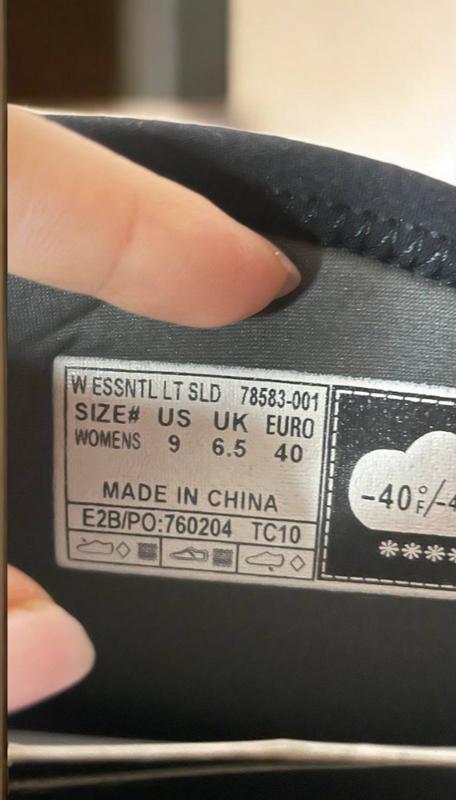 W ESSNTL LT SLD 78583-001
SIZE# US UK EURO
WOMENS 9 6.5 40
MADE IN CHINA
E2B/PO:760204 TC10
-40°F/-4